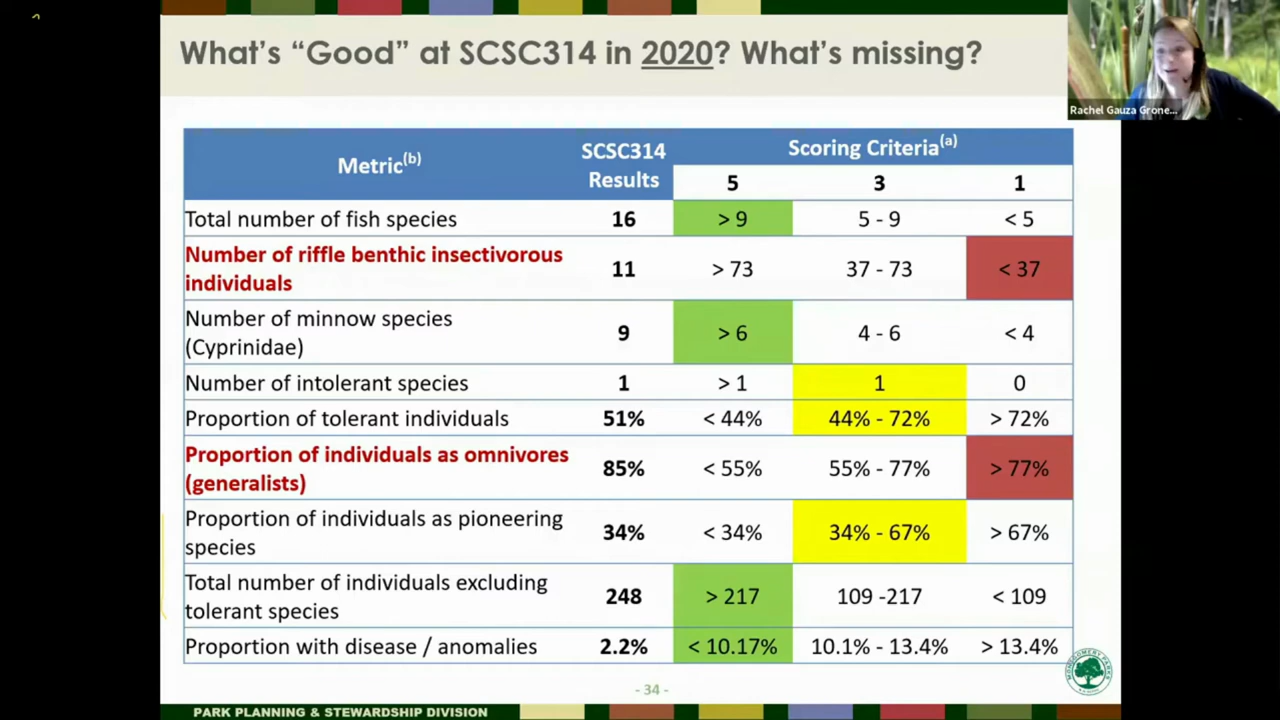 What's “Good” at SCSC314 in 2020? What's missing?
Rachel Gauza Grone...
Metric(b)
SCSC314
Results
Scoring Criteria(a)
5 3 1
Total number of fish species 16 > 9 5 - 9 < 5
Number of riffle benthic insectivorous
individuals 11 > 73 37 - 73 < 37
Number of minnow species
(Cyprinidae) 9 > 6 4 - 6 < 4
Number of intolerant species 1 > 1 1 0
Proportion of tolerant individuals 51% < 44% 44% - 72% > 72%
Proportion of individuals as omnivores
(generalists) 85% < 55% 55% - 77% > 77%
Proportion of individuals as pioneering
species 34% < 34% 34% - 67% > 67%
Total number of individuals excluding
tolerant species 248 > 217 109 -217 < 109
Proportion with disease / anomalies 2.2% < 10.17% 10.1% - 13.4% > 13.4%
MONTGOMERY PARKS
- 34 -
PARK PLANNING & STEWARDSHIP DIVISION